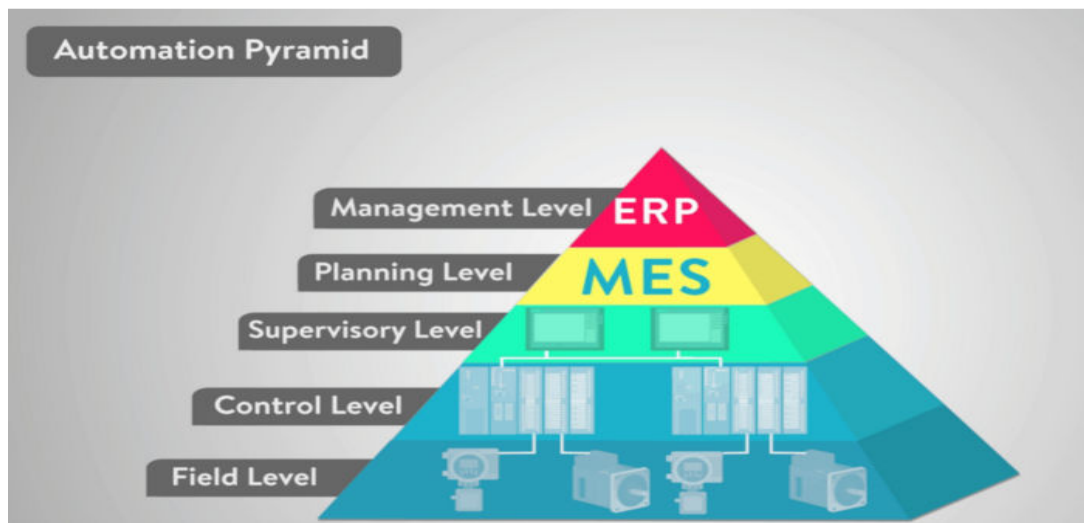 Automation Pyramid
Management Level ERP
Planning Level MES
Supervisory Level
Control Level
Field Level